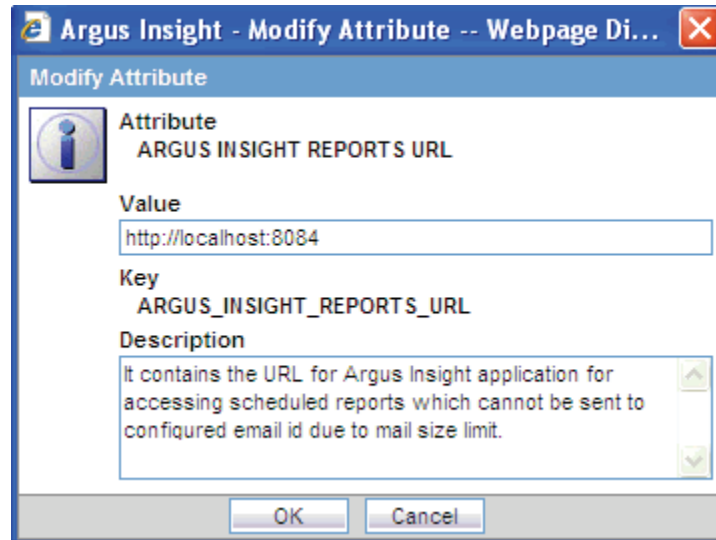 Argus Insight - Modify Attribute -- Webpage Di...
Modify Attribute
Attribute
ARGUS INSIGHT REPORTS URL
Value
http://localhost:8084
Key
ARGUS_INSIGHT_REPORTS_URL
Description
It contains the URL for Argus Insight application for
accessing scheduled reports which cannot be sent to
configured email id due to mail size limit.
OK
Cancel